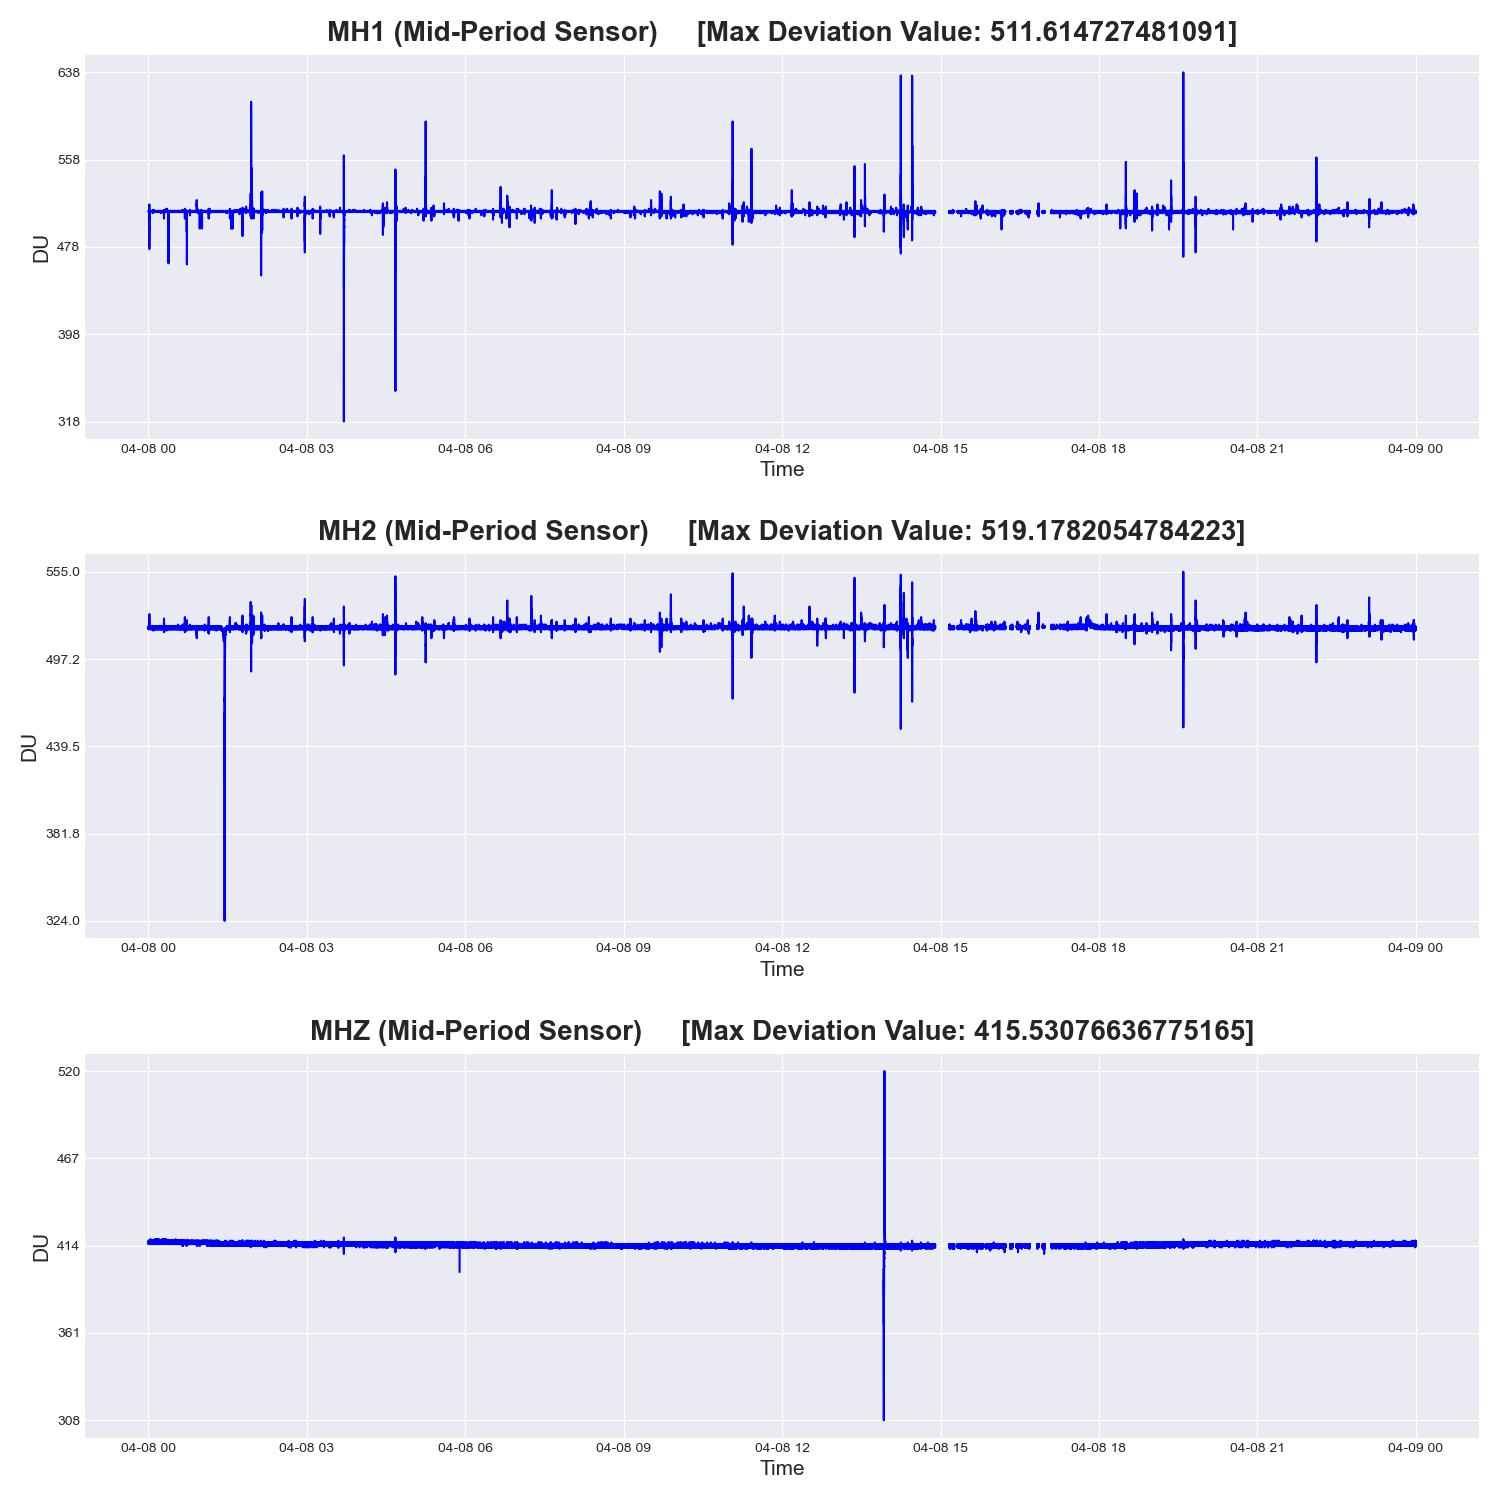 MH1 (Mid-Period Sensor) [Max Deviation Value: 511.614727481091]
638
558
478
398
318
DU
04-08 00 04-08 03 04-08 06 04-08 09 04-08 12 04-08 15 04-08 18 04-08 21 04-09 00
Time
MH2 (Mid-Period Sensor) [Max Deviation Value: 519.1782054784223]
555.0
497.2
439.5
381.8
324.0
DU
04-08 00 04-08 03 04-08 06 04-08 09 04-08 12 04-08 15 04-08 18 04-08 21 04-09 00
Time
MHZ (Mid-Period Sensor) [Max Deviation Value: 415.53076636775165]
520
467
414
361
308
DU
04-08 00 04-08 03 04-08 06 04-08 09 04-08 12 04-08 15 04-08 18 04-08 21 04-09 00
Time